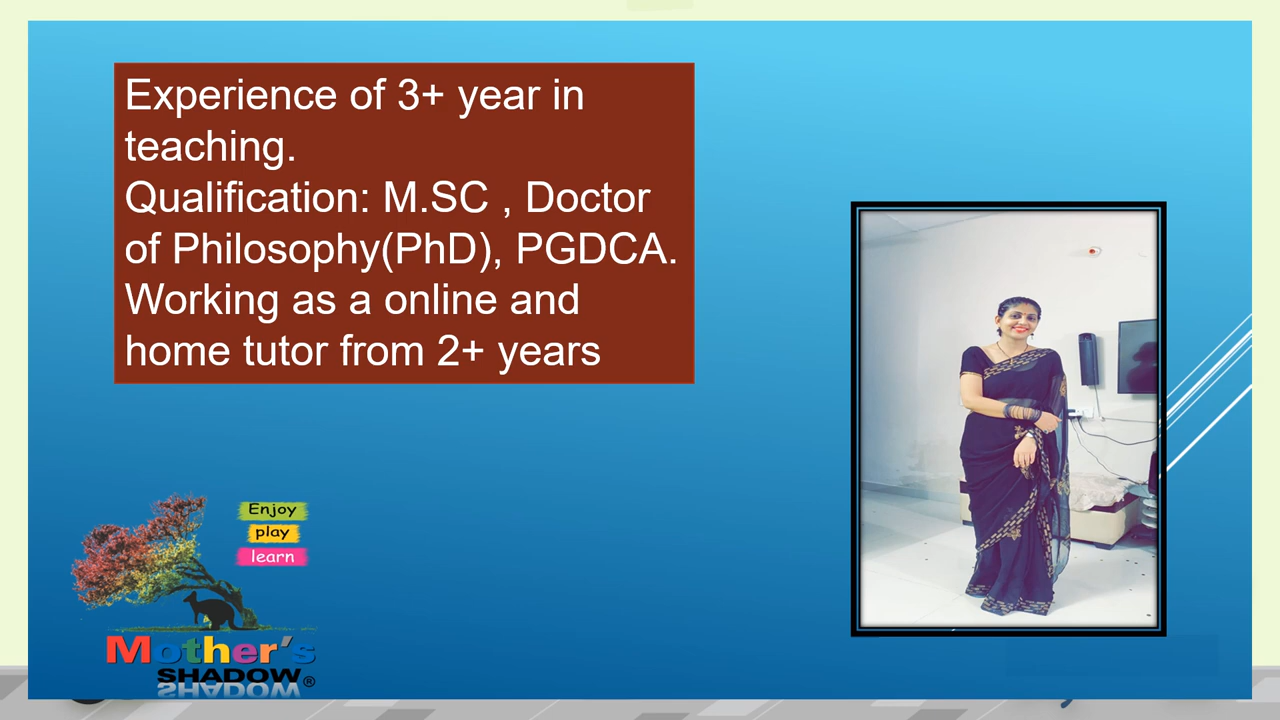 Experience of 3+ year in
teaching.
Qualification: M.SC , Doctor
of Philosophy(PhD), PGDCA.
Working as a online and
home tutor from 2+ years
Enjoy
play
learn
Mother's
SHADOW®